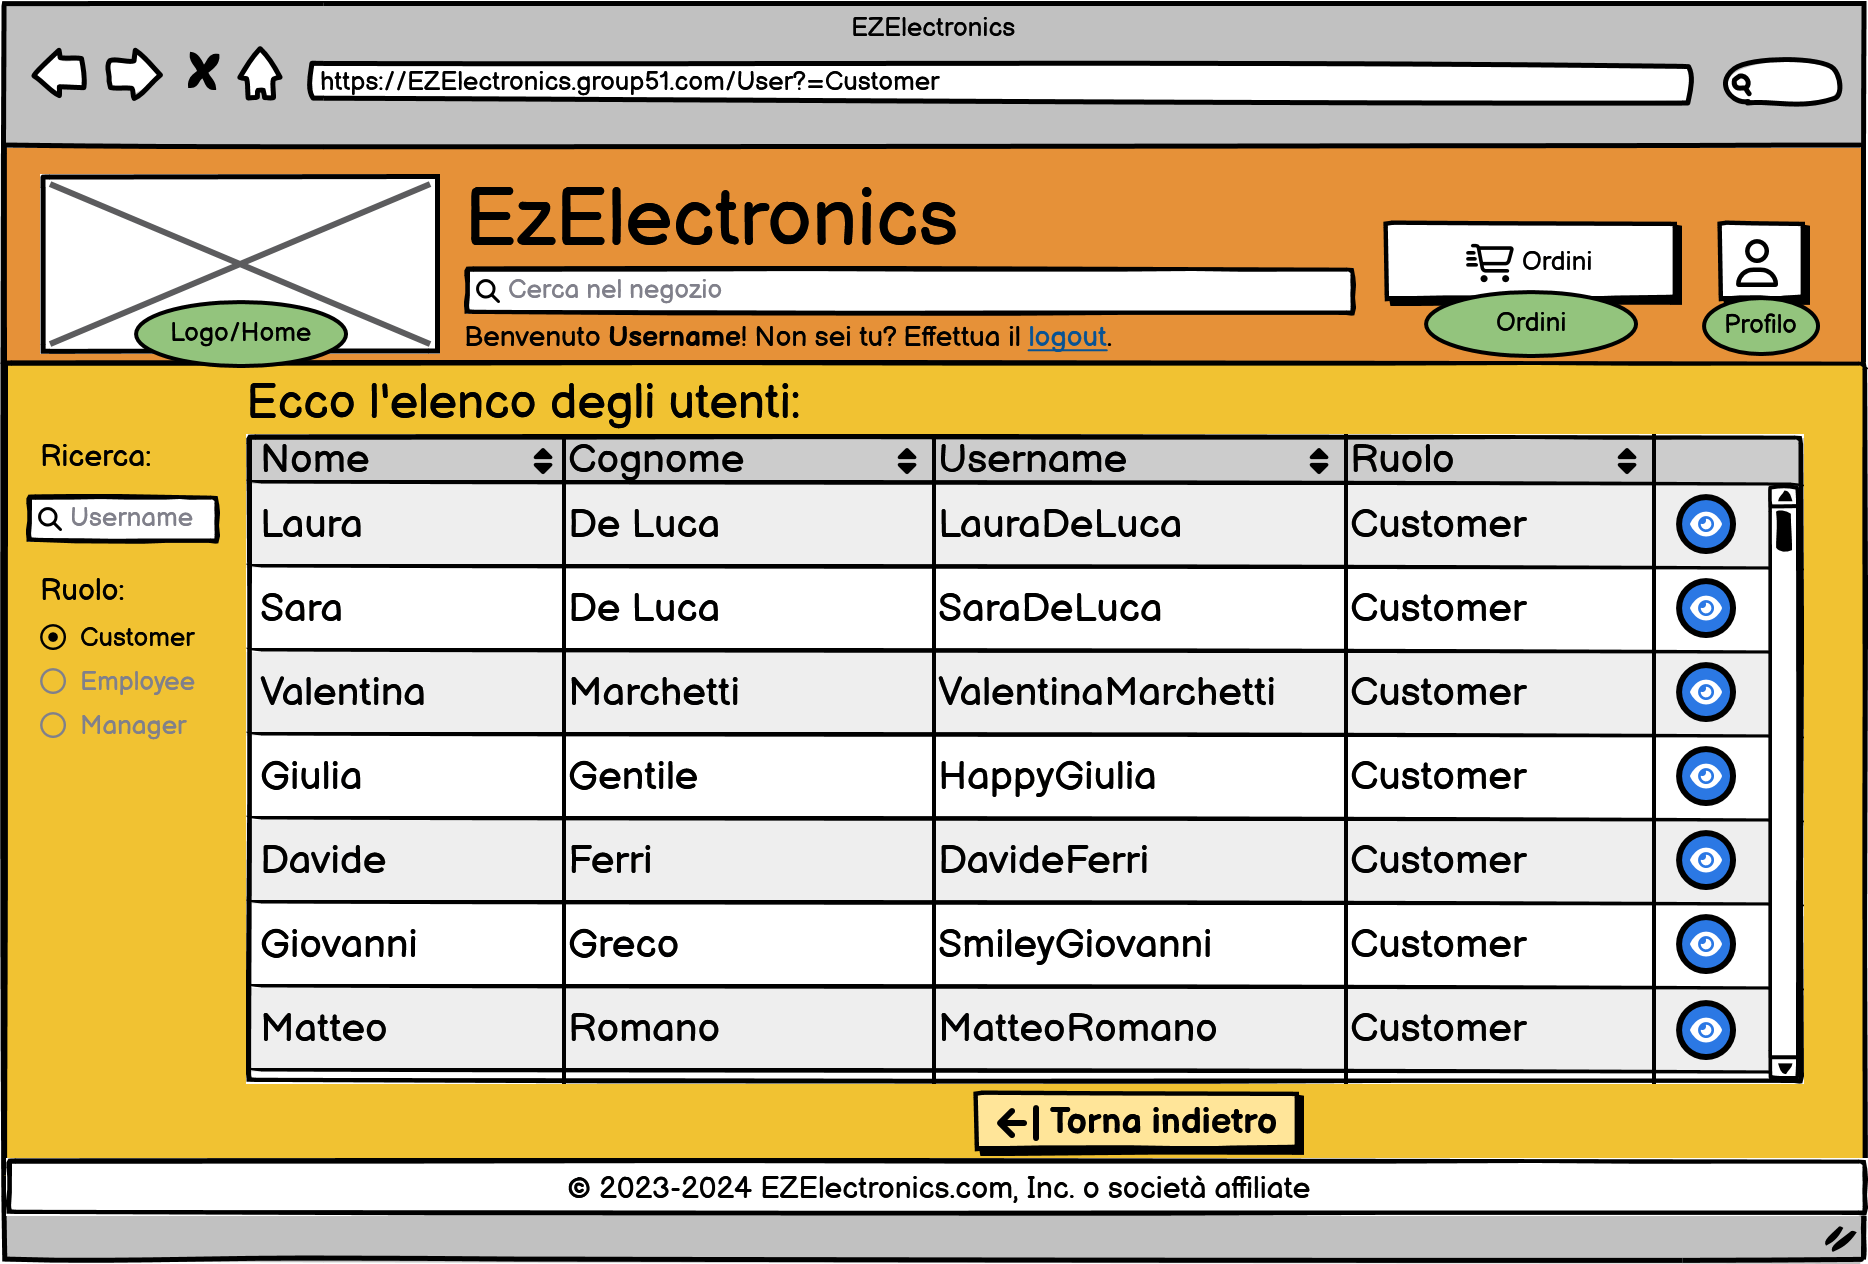 EZElectronics
https://EZElectronics.group51.com/User?=Customer
EzElectronics
Ordini
Cerca nel negozio
Logo/Home
Benvenuto Username! Non sei tu? Effettua il logout.
Ordini
Profilo
Ecco l'elenco degli utenti:
Ricerca:
Username
Ruolo:
Customer
Employee
Manager
Nome Cognome Username Ruolo
Laura De Luca LauraDeLuca Customer
Sara De Luca SaraDeLuca Customer
Valentina Marchetti ValentinaMarchetti Customer
Giulia Gentile HappyGiulia Customer
Davide Ferri DavideFerri Customer
Giovanni Greco SmileyGiovanni Customer
Matteo Romano MatteoRomano Customer
Torna indietro
© 2023-2024 EZElectronics.com, Inc. o società affiliate